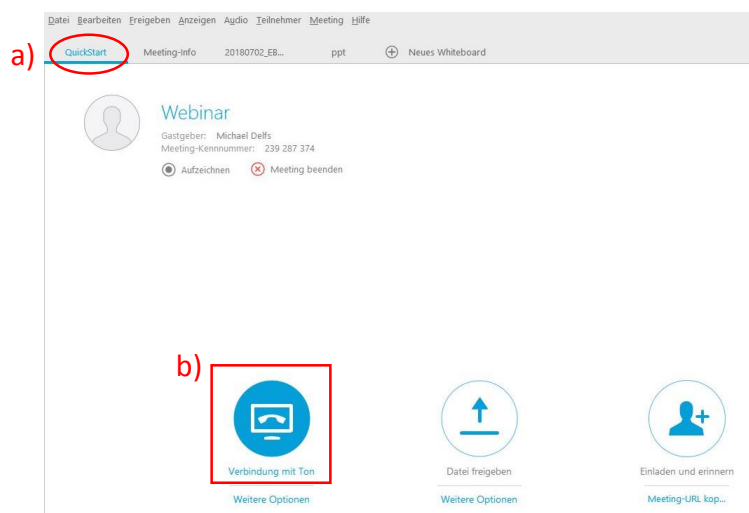 Datei Bearbeiten Freigeben Anzeigen Audio Teilnehmer Meeting Hilfe
a) QuickStart Meeting-Info 20180702_EB... ppt Neues Whiteboard
Webinar
Gastgeber: Michael Delfs
Meeting-Kennnummer: 239 287 374
Aufzeichnen Meeting beenden
b)
Verbindung mit Ton Datei freigeben Einladen und erinnern
Weitere Optionen Weitere Optionen Meeting-URL kop...